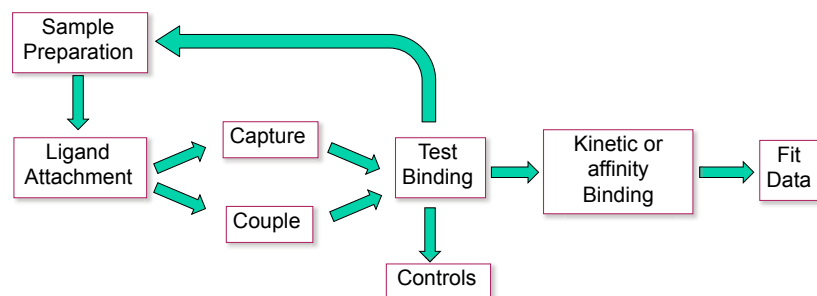 Sample
Preparation
Ligand
Attachment
Capture
Couple
Test
Binding
Controls
Kinetic or
affinity
Binding
Fit
Data